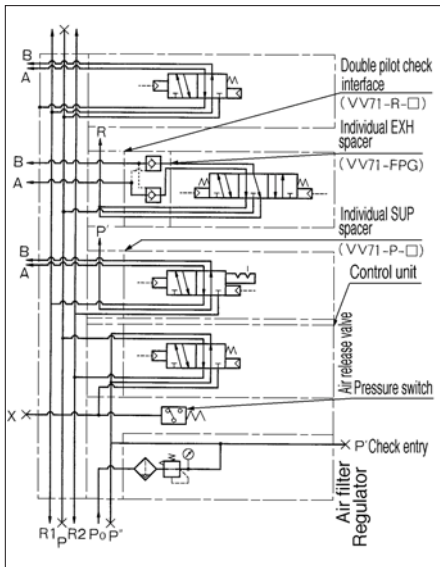 B
A
Double pilot check
interface
(VV71-R-□)
R
Individual EXH
spacer
B
(VV71-FPG)
A
Individual SUP
spacer
P'
(VV71-P-□)
B
A
Control unit
Air release valve
Air Pressure switch
X
P' Check entry
Air filter
Regulator
R1
P
R2
Po
P"